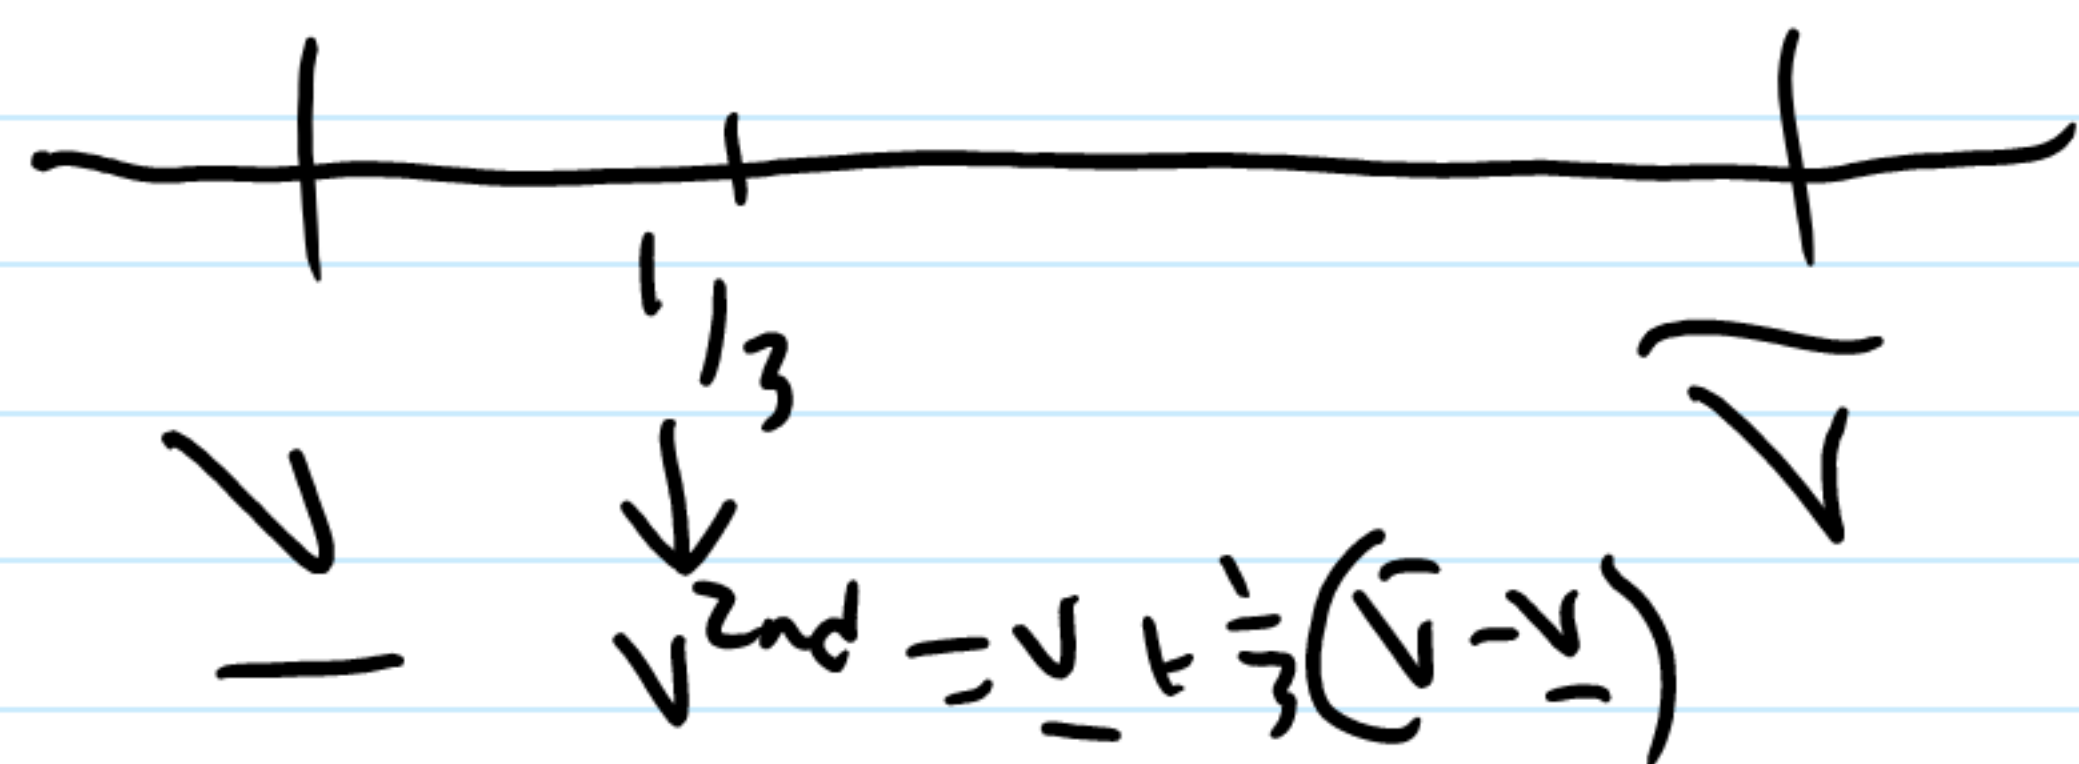 1/3
V̅
V̲
V^2nd = V̲ + 1/3 (V̅ - V̲)